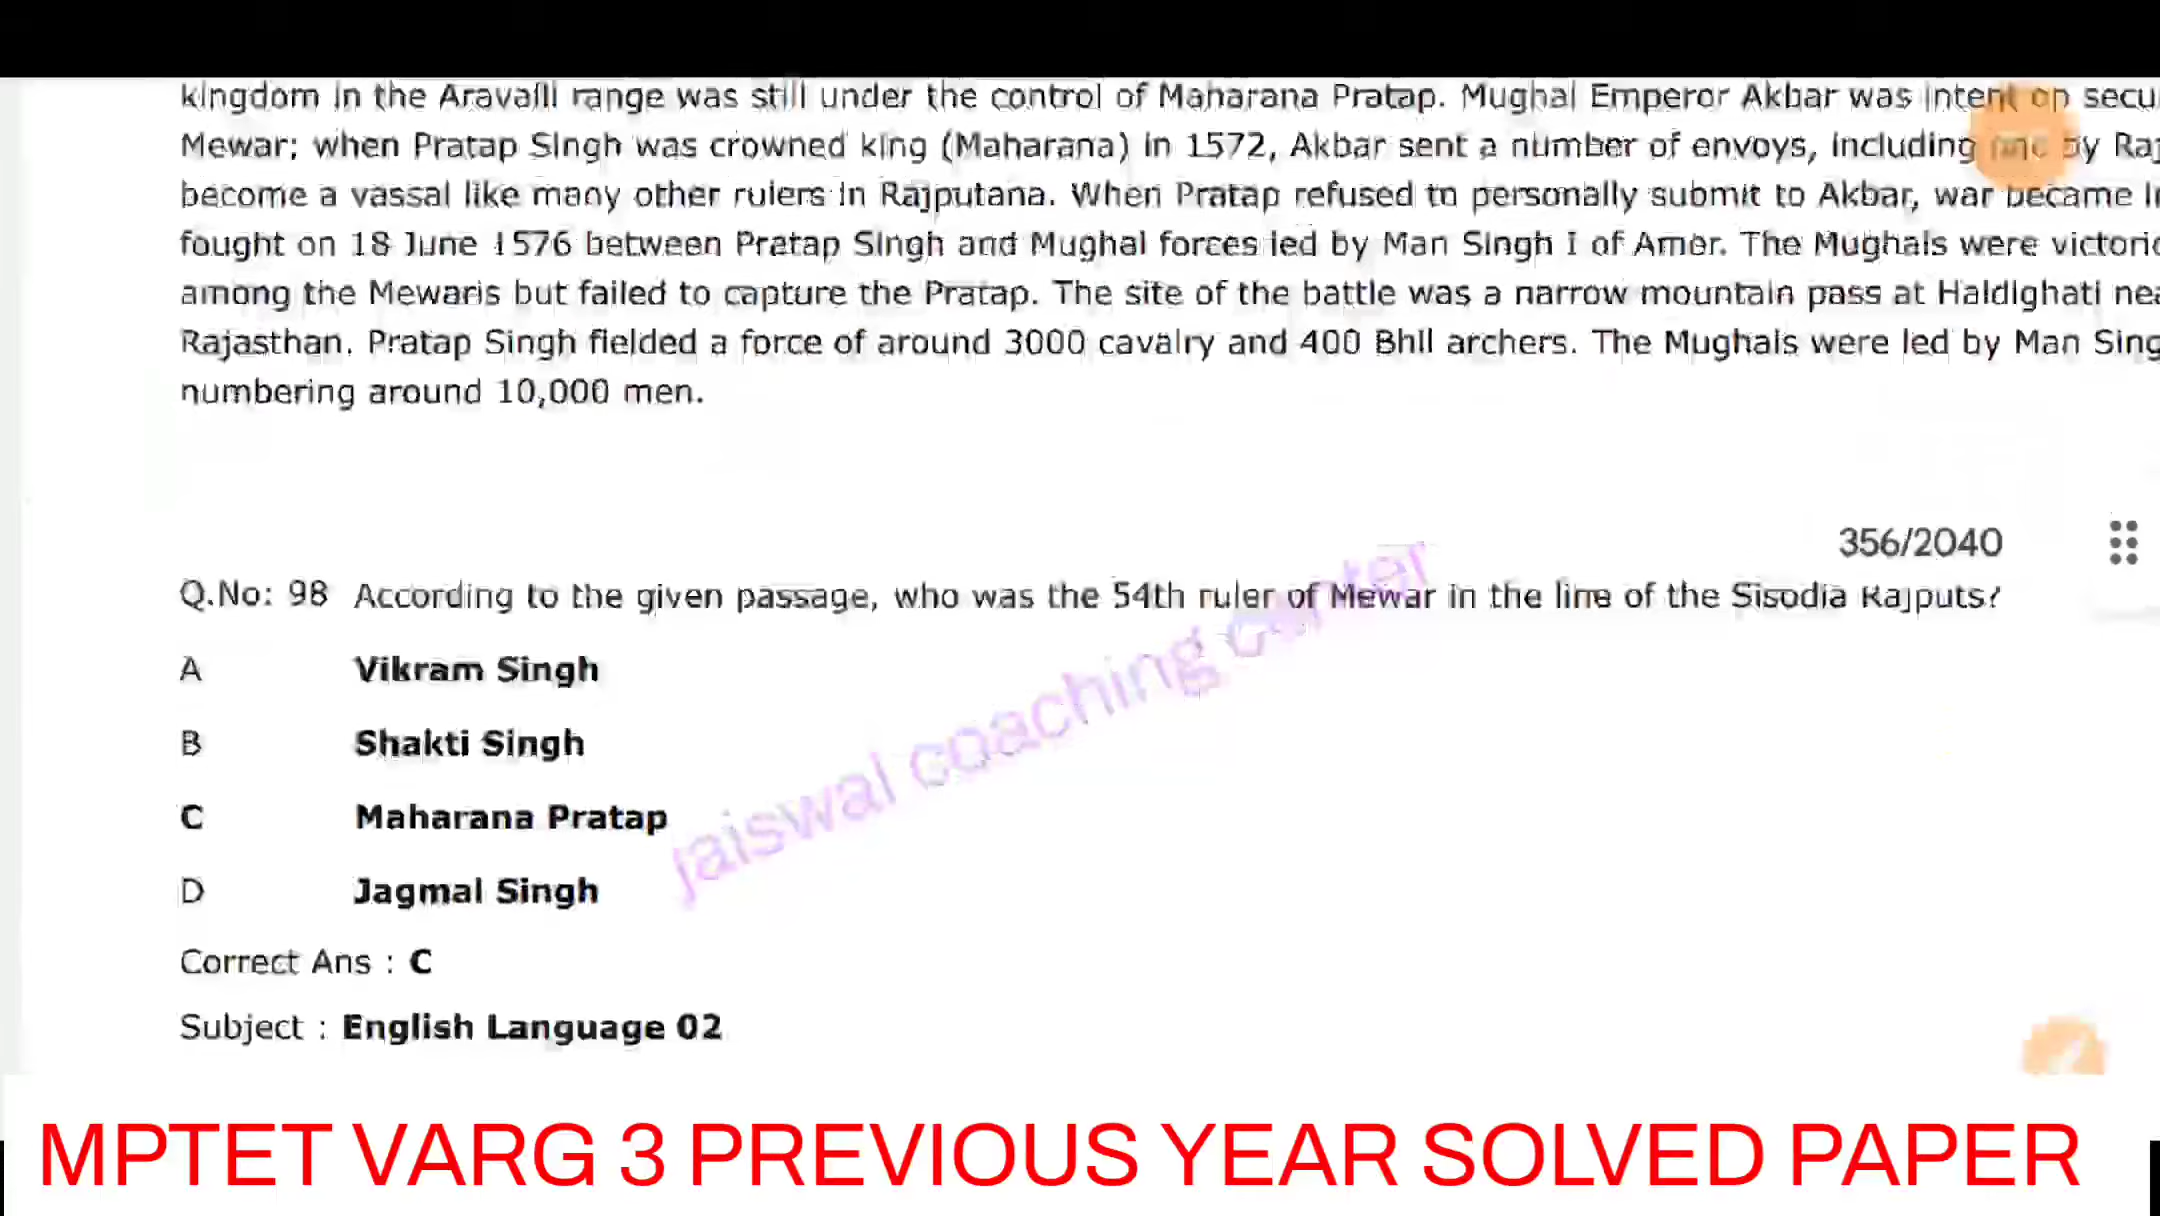 kingdom in the Aravalli range was still under the control of Maharana Pratap. Mughal Emperor Akbar was intent on secu
Mewar; when Pratap Singh was crowned king (Maharana) in 1572, Akbar sent a number of envoys, including one by Raj
become a vassal like many other rulers in Rajputana. When Pratap refused to personally submit to Akbar, war became in
fought on 18 June 1576 between Pratap Singh and Mughal forces led by Man Singh I of Amer. The Mughals were victorio
among the Mewaris but failed to capture the Pratap. The site of the battle was a narrow mountain pass at Haldighati nea
Rajasthan. Pratap Singh fielded a force of around 3000 cavalry and 400 Bhil archers. The Mughals were led by Man Sing
numbering around 10,000 men.
356/2040
Q.No: 98 According to the given passage, who was the 54th ruler of Mewar in the line of the Sisodia Rajputs?
A Vikram Singh
B Shakti Singh
C Maharana Pratap
D Jagmal Singh
jaiswal coaching center
Correct Ans : C
Subject : English Language 02
MPTET VARG 3 PREVIOUS YEAR SOLVED PAPER